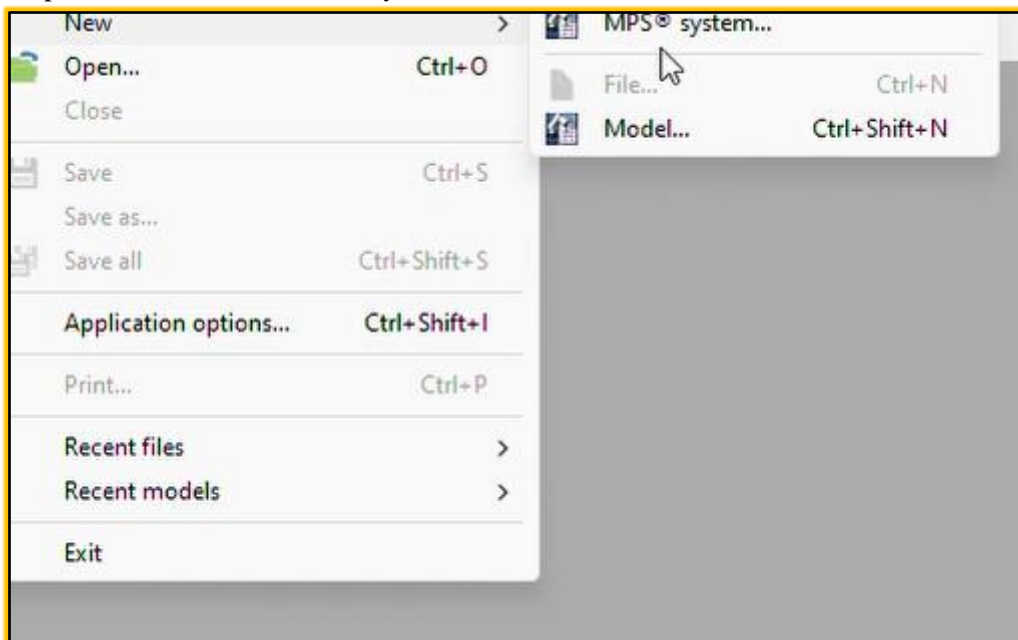 New >
Open... Ctrl+O
Close
Save Ctrl+S
Save as...
Save all Ctrl+Shift+S
Application options... Ctrl+Shift+I
Print... Ctrl+P
Recent files >
Recent models >
Exit
MPS® system...
File... Ctrl+N
Model... Ctrl+Shift+N